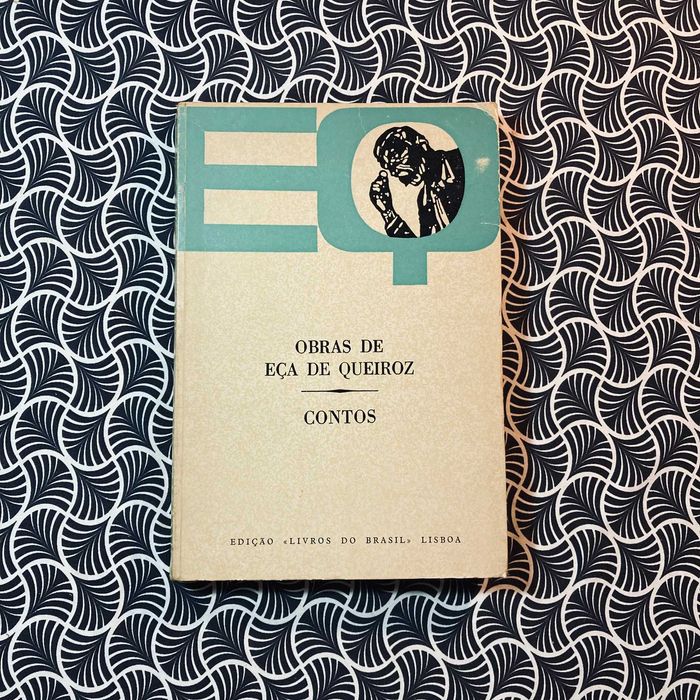 EQ
OBRAS DE
EÇA DE QUEIROZ
CONTOS
EDIÇÃO «LIVROS DO BRASIL» LISBOA